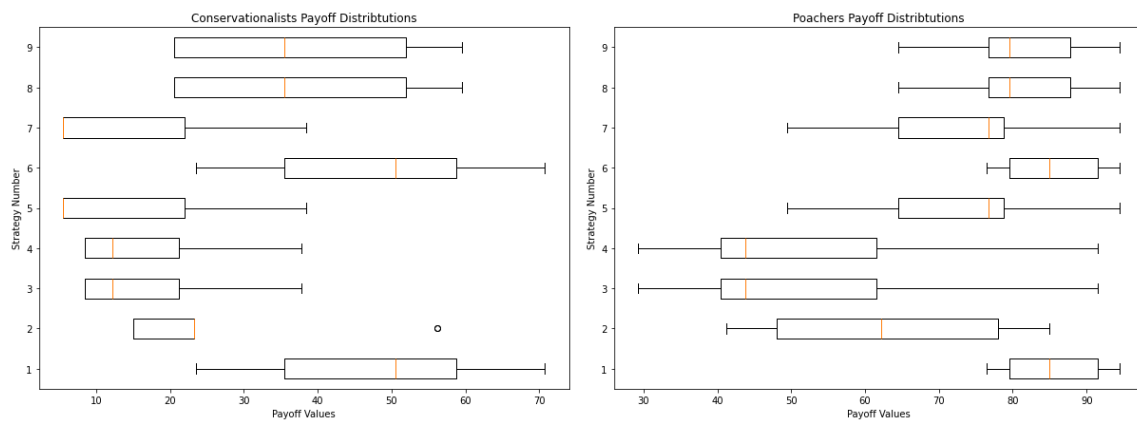 Conservationalists Payoff Distribtutions
Strategy Number
9
8
7
6
5
4
3
2
1
10 20 30 40 50 60 70
Payoff Values
Poachers Payoff Distribtutions
Strategy Number
9
8
7
6
5
4
3
2
1
30 40 50 60 70 80 90
Payoff Values